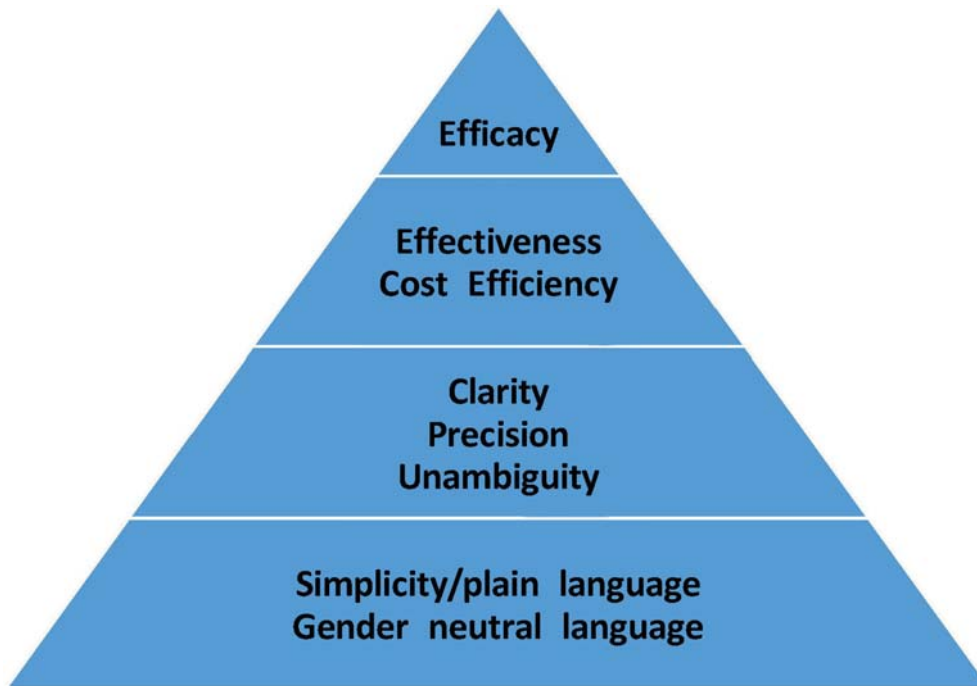 Efficacy
Effectiveness
Cost Efficiency
Clarity
Precision
Unambiguity
Simplicity/plain language
Gender neutral language